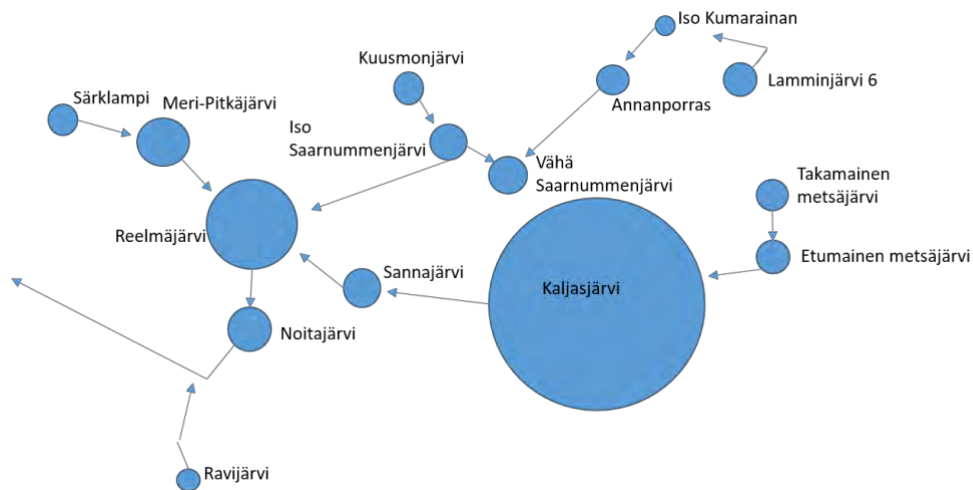 Iso Kumarainan
Kuusmonjärvi
Lamminjärvi 6
Särklampi
Meri-Pitkäjärvi
Annanporras
Iso
Saarnummenjärvi
Vähä
Saarnummenjärvi
Takamainen
metsäjärvi
Reelmäjärvi
Etumainen metsäjärvi
Sannajärvi
Kaljasjärvi
Noitajärvi
Ravijärvi